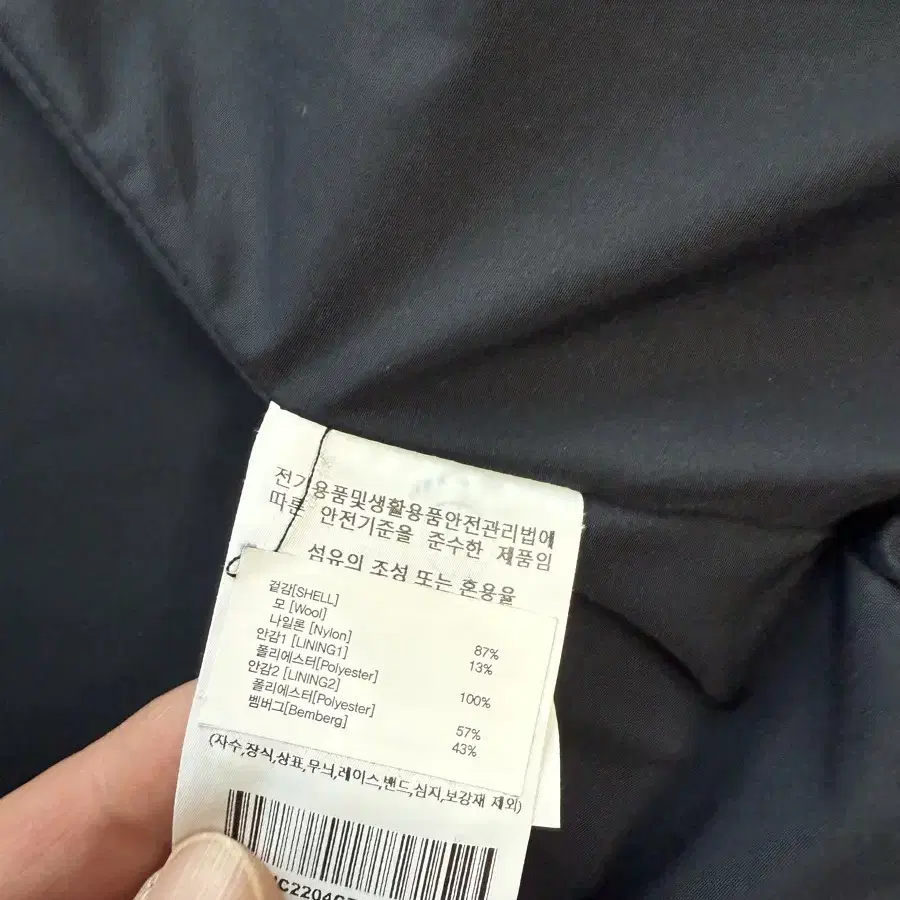 전기용품및생활용품안전관리법에
따른 안전기준을 준수한 제품임
섬유의 조성 또는 혼용율
겉감[SHELL]
모 [Wool] 87%
나일론 [Nylon] 13%
안감1 [LINING1]
폴리에스터[Polyester] 100%
안감2 [LINING2]
폴리에스터[Polyester] 57%
벰버그[Bemberg] 43%
(자수,장식,상표,무늬,레이스,밴드,심지,보강재 제외)